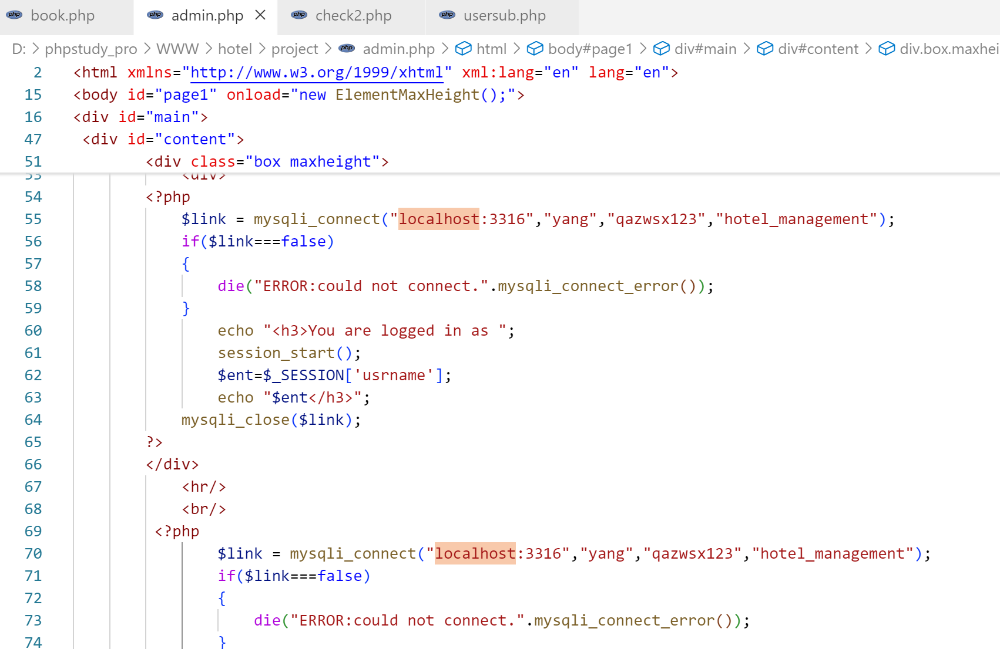 php book.php php admin.php × php check2.php php usersub.php
D: > phpstudy_pro > WWW > hotel > project > php admin.php > html > body#page1 > div#main > div#content > div.box.maxhei
2 <html xmlns="http://www.w3.org/1999/xhtml" xml:lang="en" lang="en">
15 <body id="page1" onload="new ElementMaxHeight();">
16 <div id="main">
47 <div id="content">
51 <div class="box maxheight">
53 <div>
54 <?php
55 $link = mysqli_connect("localhost:3316","yang","qazwsx123","hotel_management");
56 if($link===false)
57 {
58 die("ERROR:could not connect.".mysqli_connect_error());
59 }
60 echo "<h3>You are logged in as ";
61 session_start();
62 $ent=$_SESSION['usrname'];
63 echo "$ent</h3>";
64 mysqli_close($link);
65 ?>
66 </div>
67 <hr/>
68 <br/>
69 <?php
70 $link = mysqli_connect("localhost:3316","yang","qazwsx123","hotel_management");
71 if($link===false)
72 {
73 die("ERROR:could not connect.".mysqli_connect_error());
74 }